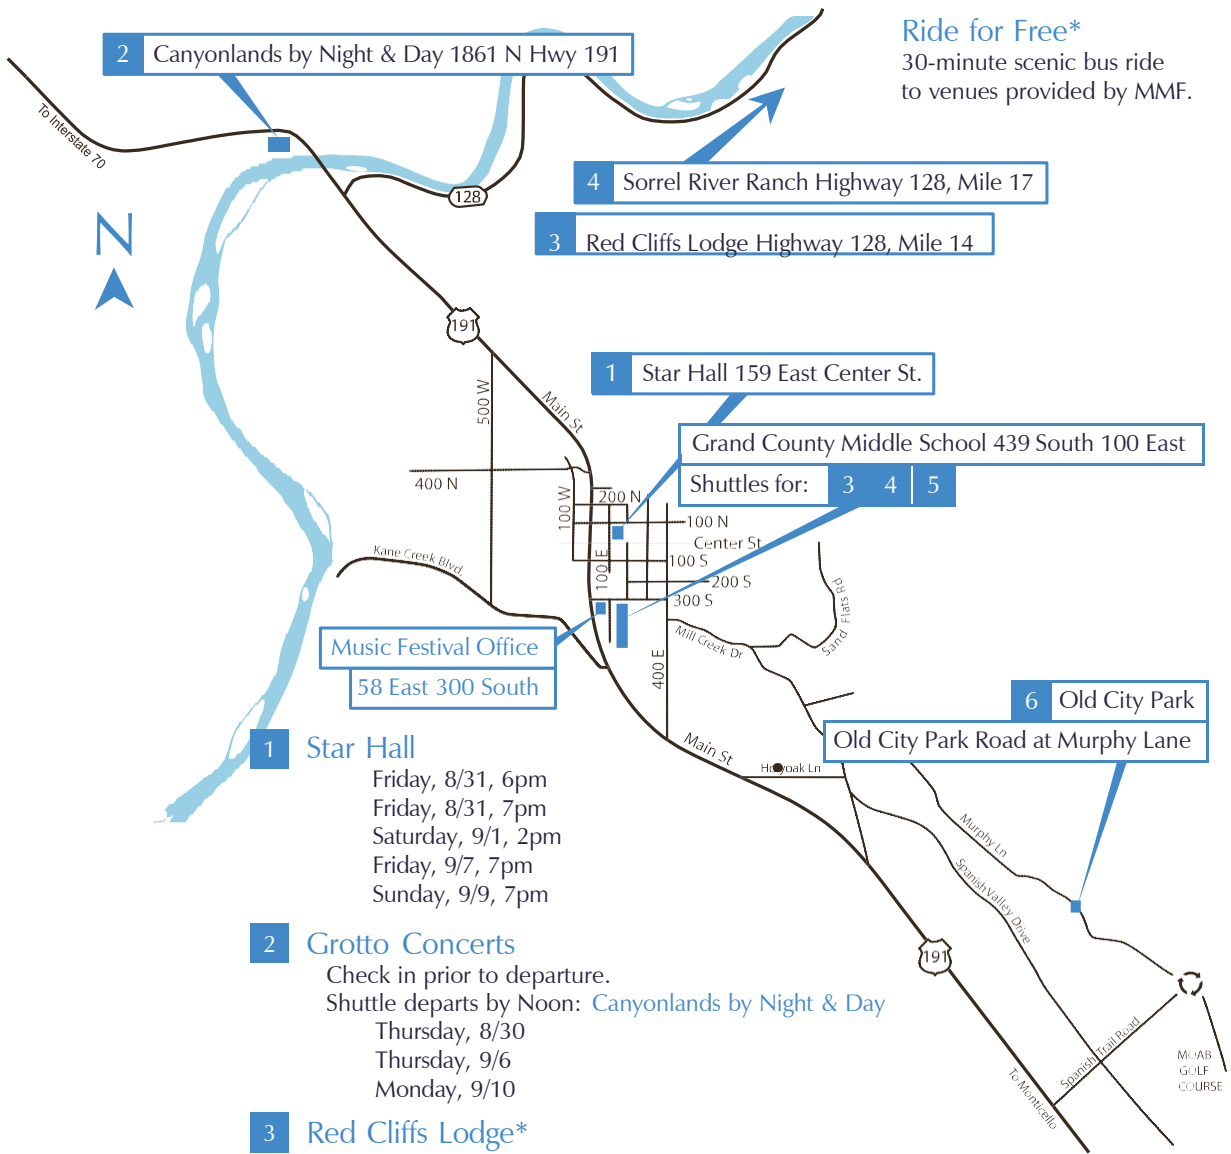 Ride for Free*
30-minute scenic bus ride
to venues provided by MMF.
2 Canyonlands by Night & Day 1861 N Hwy 191
To Interstate 70
4 Sorrel River Ranch Highway 128, Mile 17
128
N
3 Red Cliffs Lodge Highway 128, Mile 14
191
1 Star Hall 159 East Center St.
500 W
Main St
Grand County Middle School 439 South 100 East
Shuttles for: 3 4 5
400 N
100 W
200 N
100 N
Center St
Kane Creek Blvd.
100 E
100 S
200 S
300 S
Sand Flats Rd
Mill Creek Dr
Music Festival Office
58 East 300 South
400 E
6 Old City Park
Old City Park Road at Murphy Lane
Main St
Holyoak Ln
1 Star Hall
Friday, 8/31, 6pm
Friday, 8/31, 7pm
Saturday, 9/1, 2pm
Friday, 9/7, 7pm
Sunday, 9/9, 7pm
Murphy Ln
Spanish Valley Drive
191
2 Grotto Concerts
Check in prior to departure.
Shuttle departs by Noon: Canyonlands by Night & Day
Thursday, 8/30
Thursday, 9/6
Monday, 9/10
Spanish Trail Road
MOAB
GOLF
COURSE
To Monticello
3 Red Cliffs Lodge*